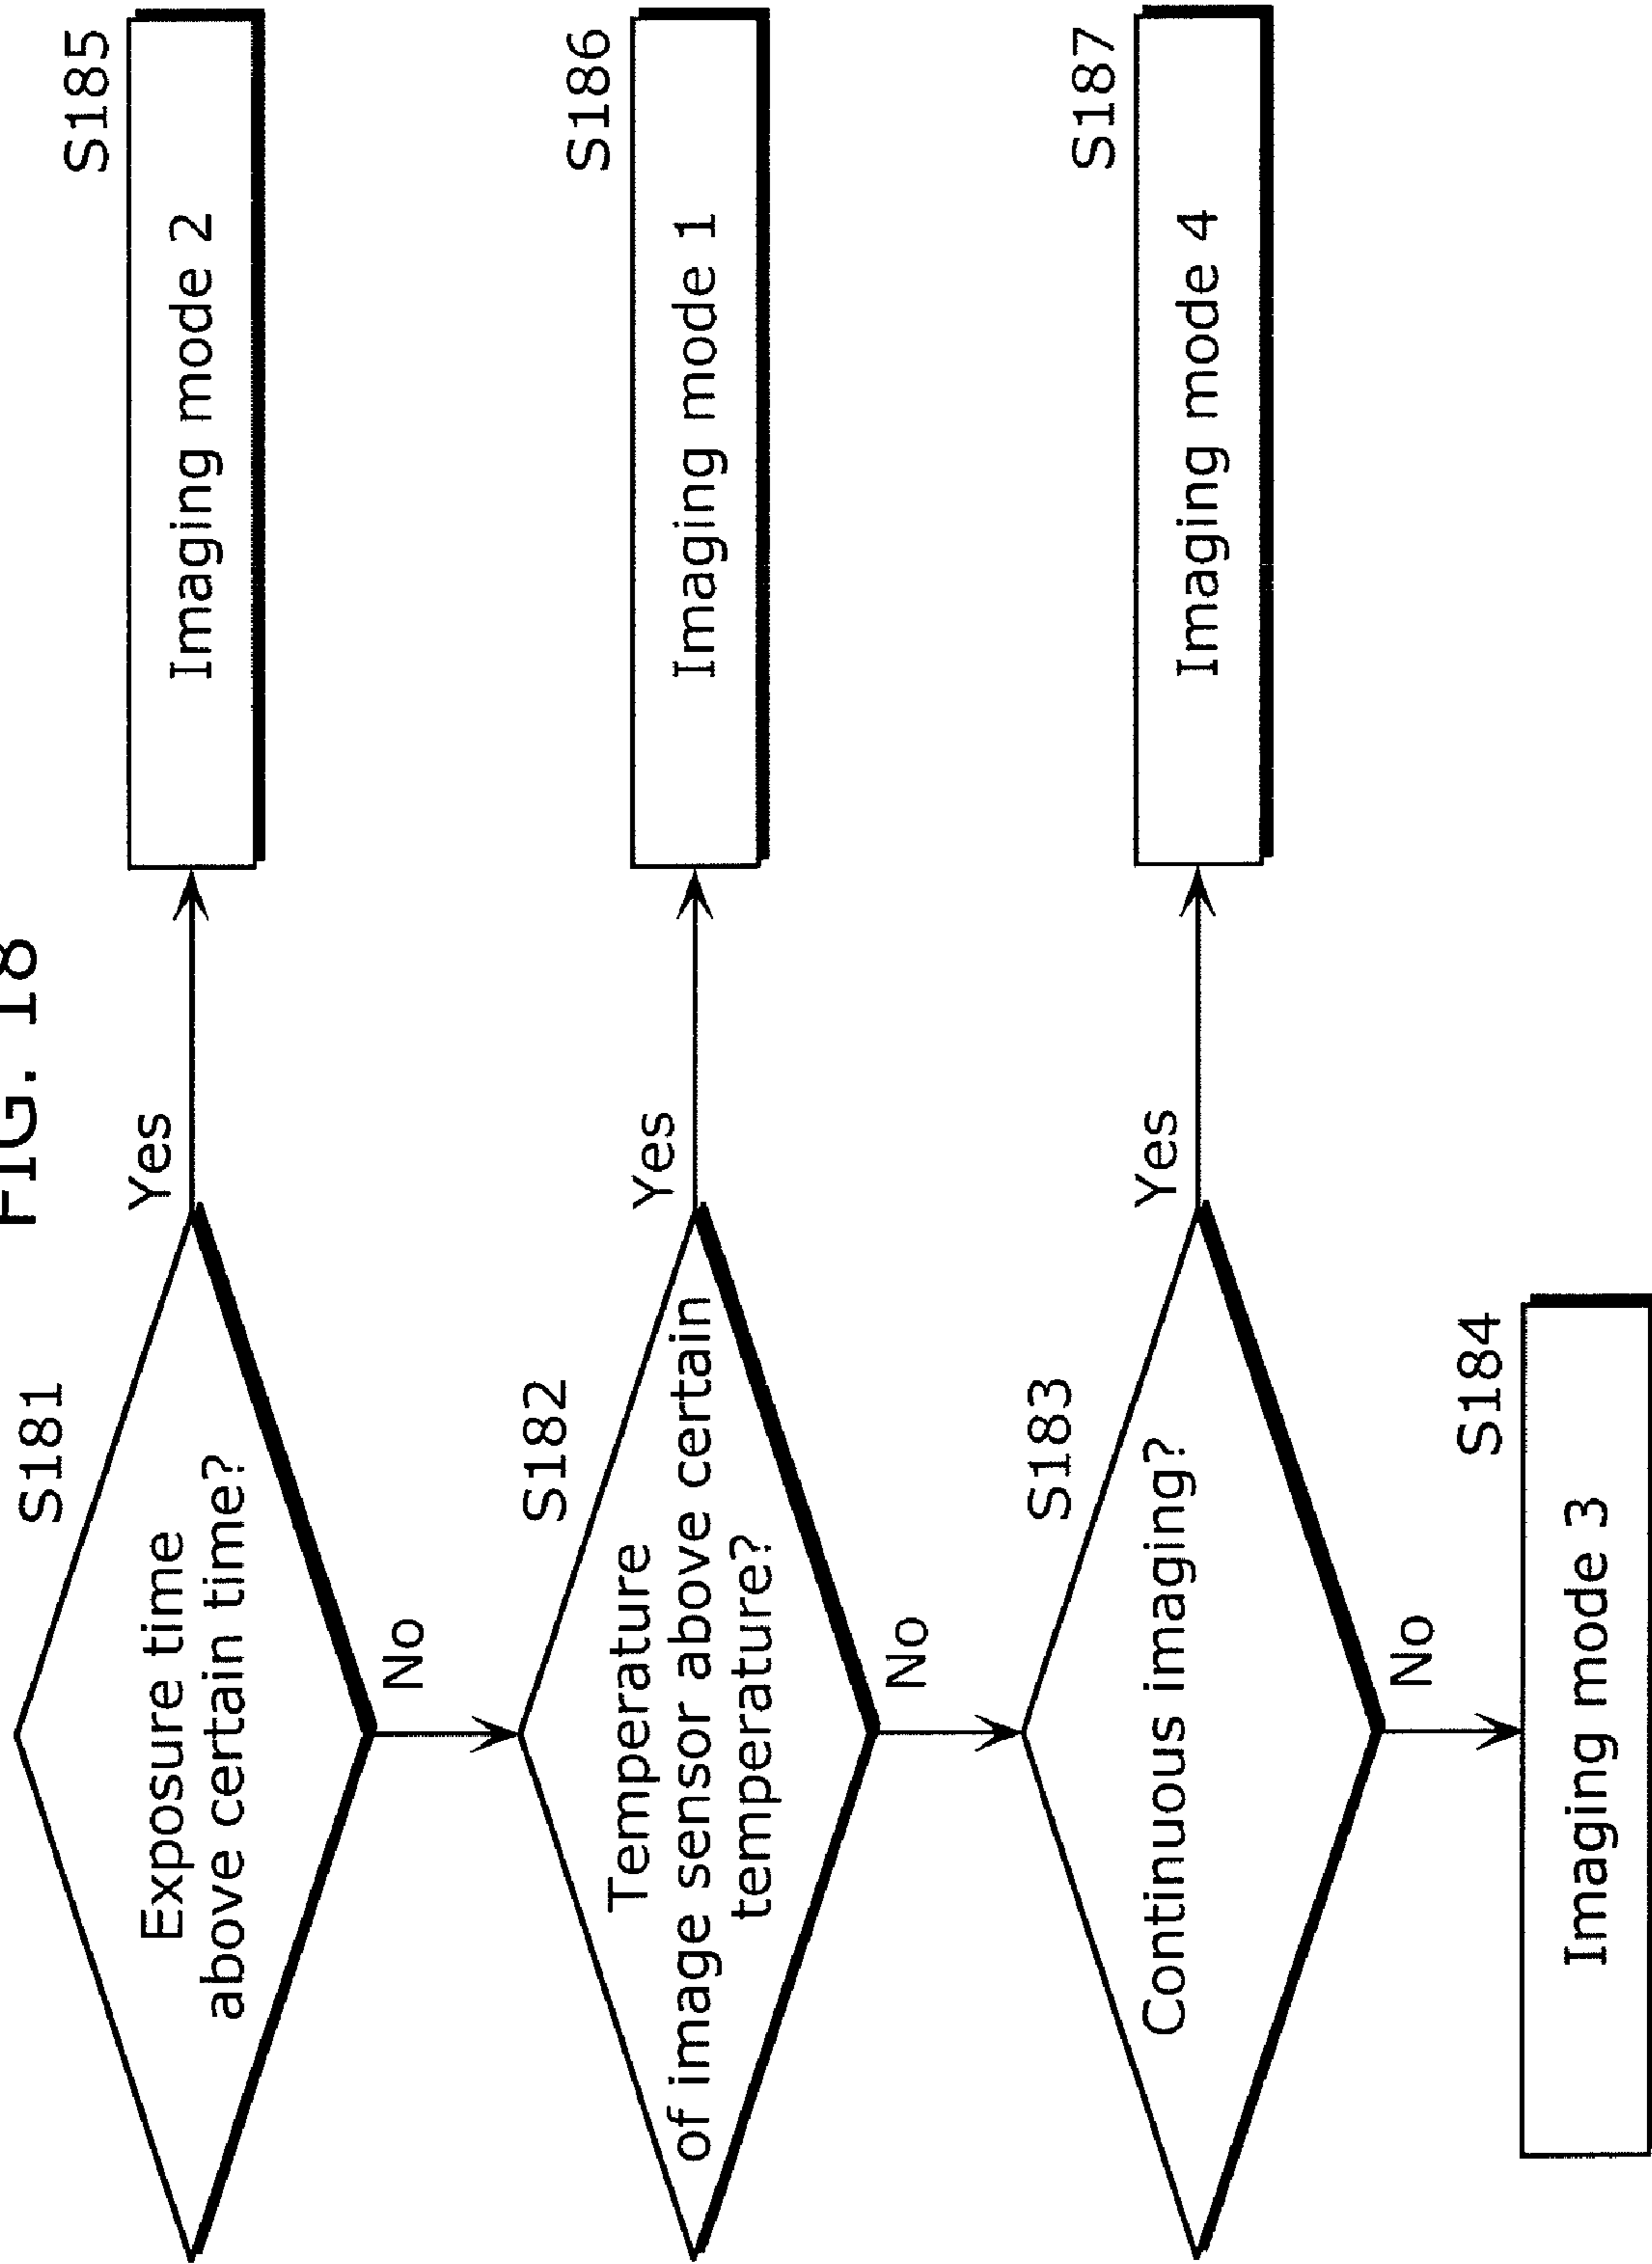 FIG. 18
S181
Exposure time
above certain time?
Yes
S185
Imaging mode 2
No
S182
Temperature
of image sensor above certain
temperature?
Yes
S186
Imaging mode 1
No
S183
Continuous imaging?
Yes
S187
Imaging mode 4
No
S184
Imaging mode 3